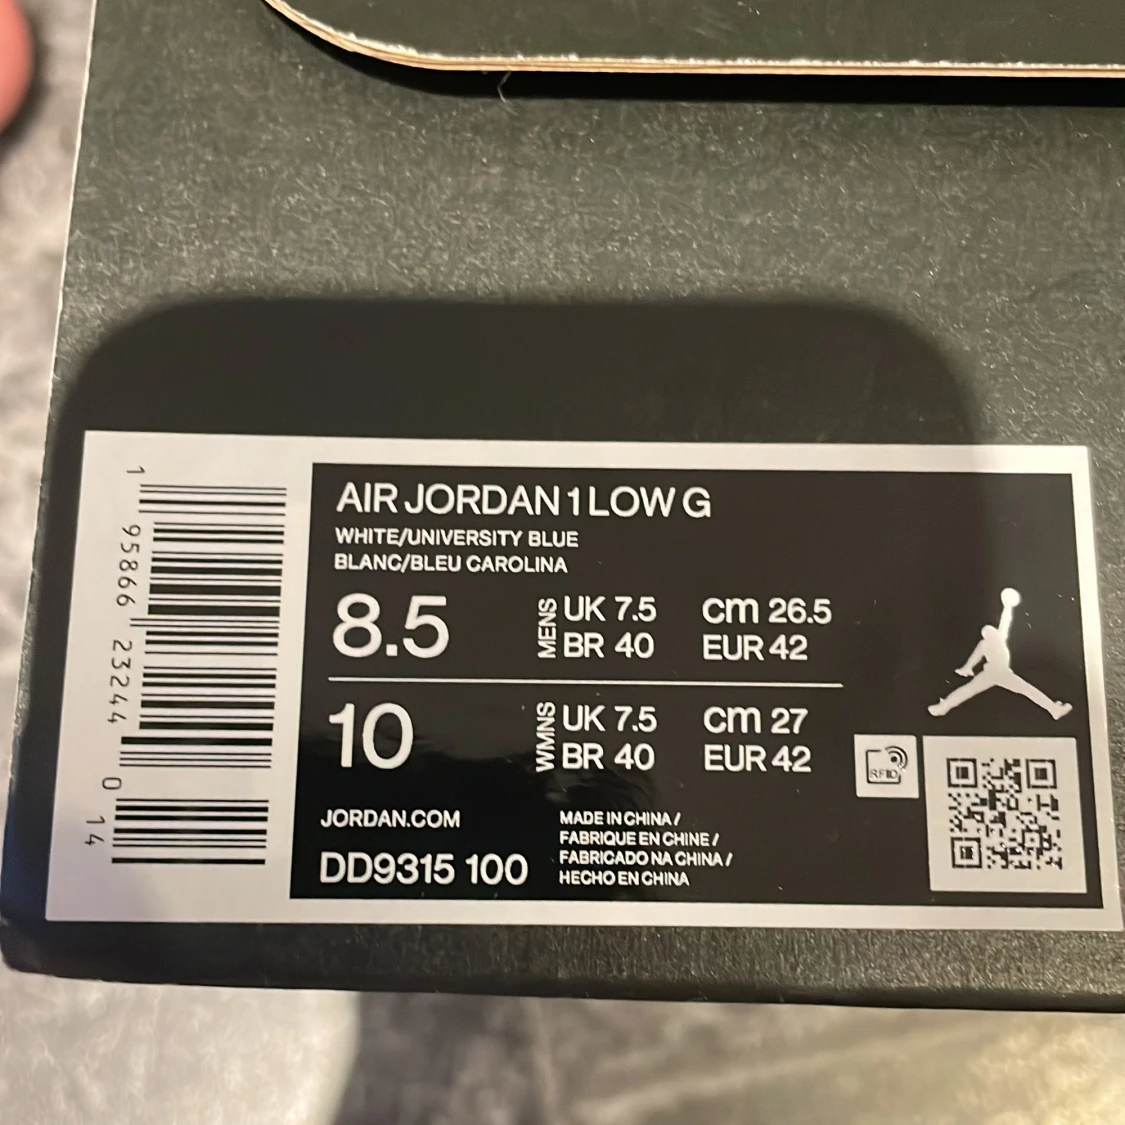 AIR JORDAN 1 LOW G
WHITE/UNIVERSITY BLUE
BLANC/BLEU CAROLINA
8.5 MENS UK 7.5 cm 26.5
BR 40 EUR 42
10 WMNS UK 7.5 cm 27
BR 40 EUR 42
JORDAN.COM
DD9315 100
MADE IN CHINA /
FABRIQUE EN CHINE /
FABRICADO NA CHINA /
HECHO EN CHINA
RFID
1 95866 23244 0 14